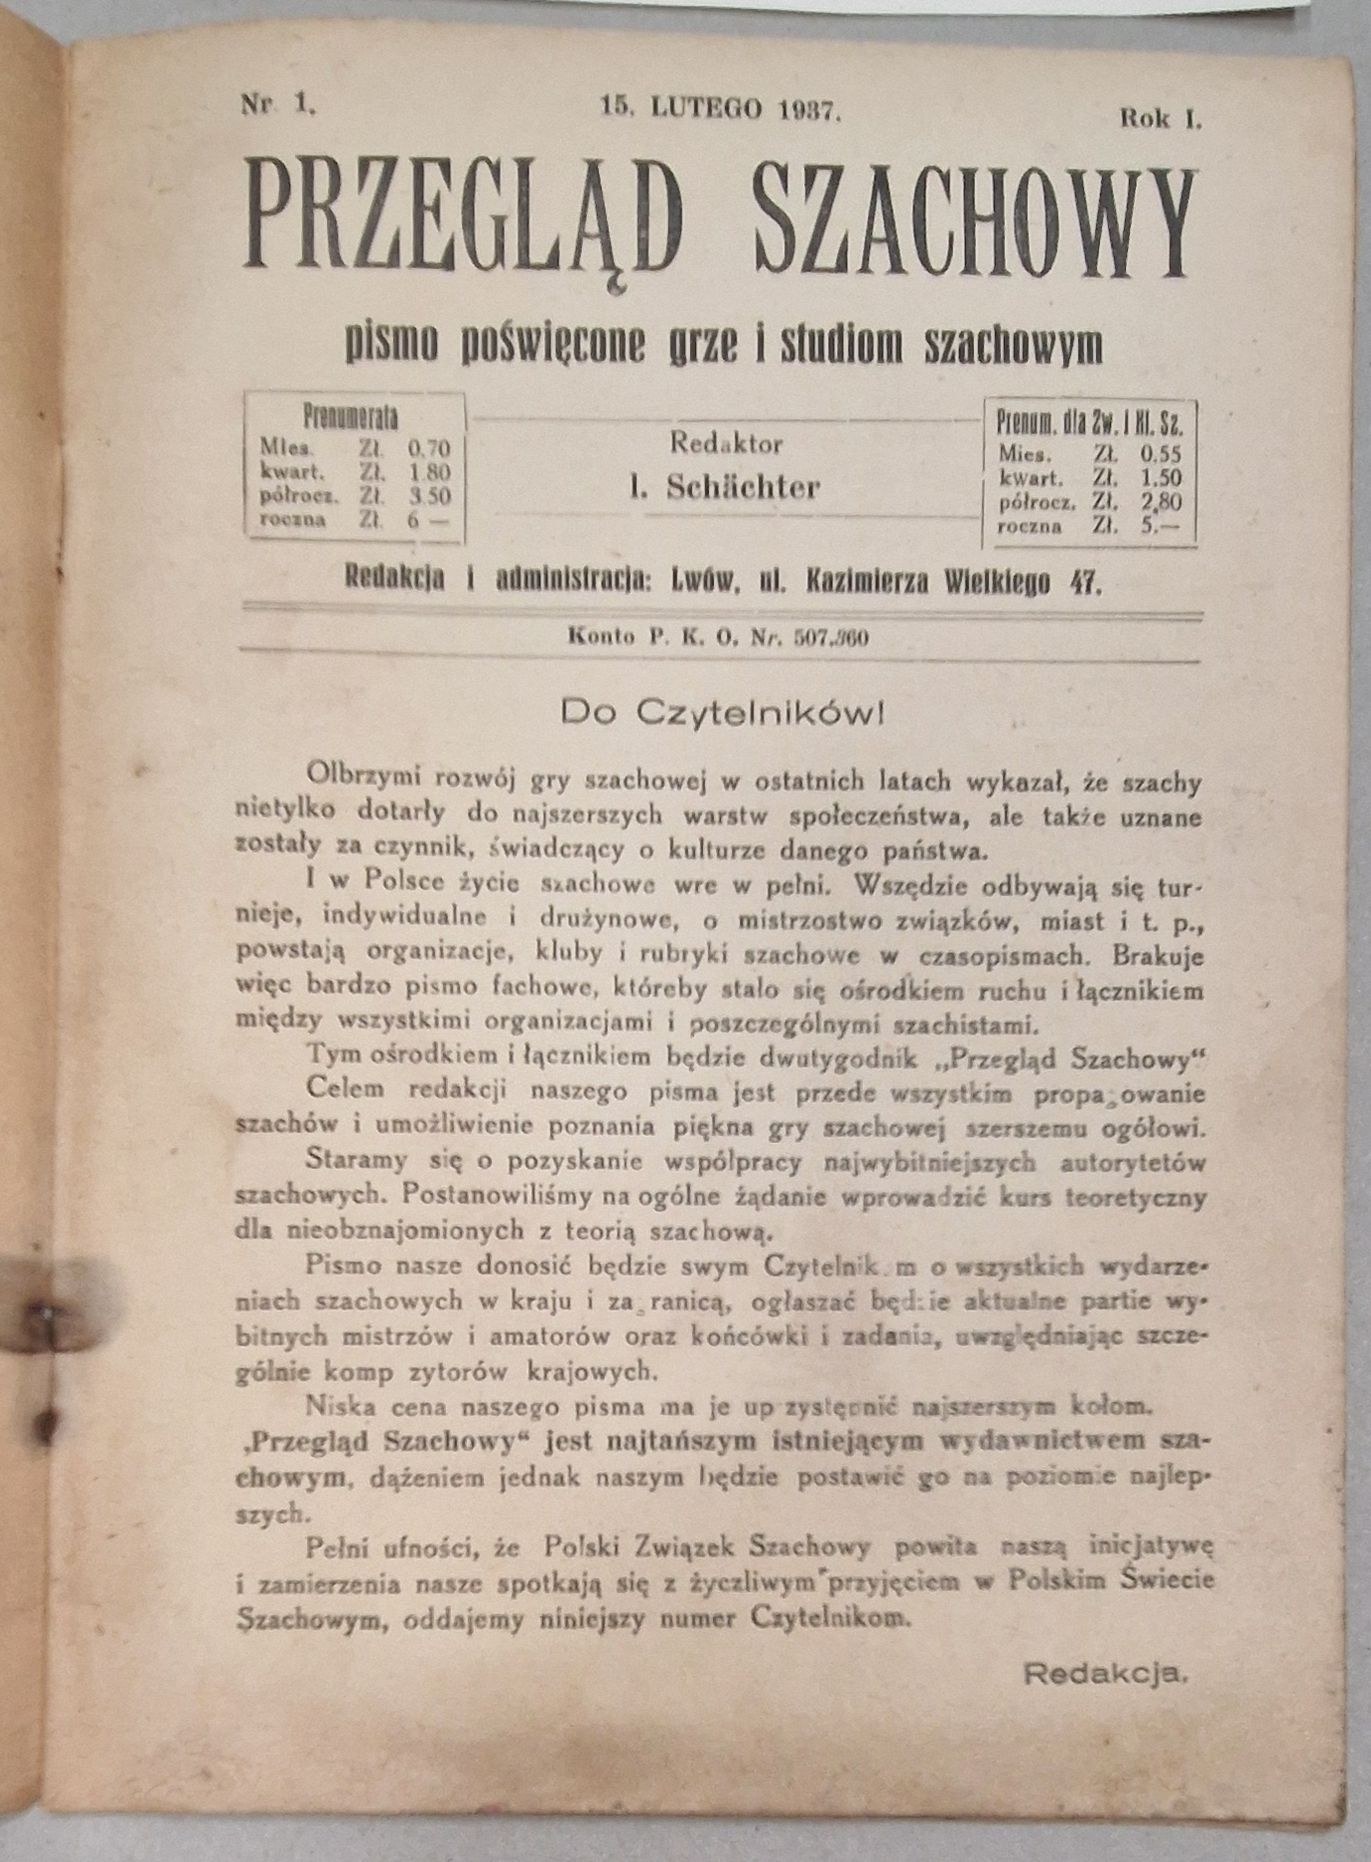 Nr 1.
15. LUTEGO 1937.
Rok I.
PRZEGLĄD SZACHOWY
pismo poświęcone grze i studiom szachowym
Prenumerata
Mies. Zł. 0,70
kwart. Zł. 1.80
półrocz. Zł. 3 50
roczna Zł. 6 —
Redaktor
I. Schächter
Prenum. dla Zw. i Kl. Sz.
Mies. Zł. 0.55
kwart. Zł. 1.50
półrocz. Zł. 2,80
roczna Zł. 5.—
Redakcja i administracja: Lwów, ul. Kazimierza Wielkiego 47.
Konto P. K. O. Nr. 507.360
Do Czytelników!
Olbrzymi rozwój gry szachowej w ostatnich latach wykazał, że szachy
nietylko dotarły do najszerszych warstw społeczeństwa, ale także uznane
zostały za czynnik, świadczący o kulturze danego państwa.
I w Polsce życie szachowe wre w pełni. Wszędzie odbywają się tur-
nieje, indywidualne i drużynowe, o mistrzostwo związków, miast i t. p.,
powstają organizacje, kluby i rubryki szachowe w czasopismach. Brakuje
więc bardzo pismo fachowe, któreby stało się ośrodkiem ruchu i łącznikiem
między wszystkimi organizacjami i poszczególnymi szachistami.
Tym ośrodkiem i łącznikiem będzie dwutygodnik „Przegląd Szachowy“
Celem redakcji naszego pisma jest przede wszystkim propagowanie
szachów i umożliwienie poznania piękna gry szachowej szerszemu ogółowi.
Staramy się o pozyskanie współpracy najwybitniejszych autorytetów
szachowych. Postanowiliśmy na ogólne żądanie wprowadzić kurs teoretyczny
dla nieobznajomionych z teorią szachową.
Pismo nasze donosić będzie swym Czytelnik m o wszystkich wydarze-
niach szachowych w kraju i zagranicą, ogłaszać będzie aktualne partie wy-
bitnych mistrzów i amatorów oraz końcówki i zadania, uwzględniając szcze-
gólnie komp zytorów krajowych.
Niska cena naszego pisma ma je up zystępnić najszerszym kołom.
„Przegląd Szachowy“ jest najtańszym istniejącym wydawnictwem sza-
chowym, dążeniem jednak naszym będzie postawić go na poziomie najlep-
szych.
Pełni ufności, że Polski Związek Szachowy powita naszą inicjatywę
i zamierzenia nasze spotkają się z życzliwym przyjęciem w Polskim Świecie
Szachowym, oddajemy niniejszy numer Czytelnikom.
Redakcja.